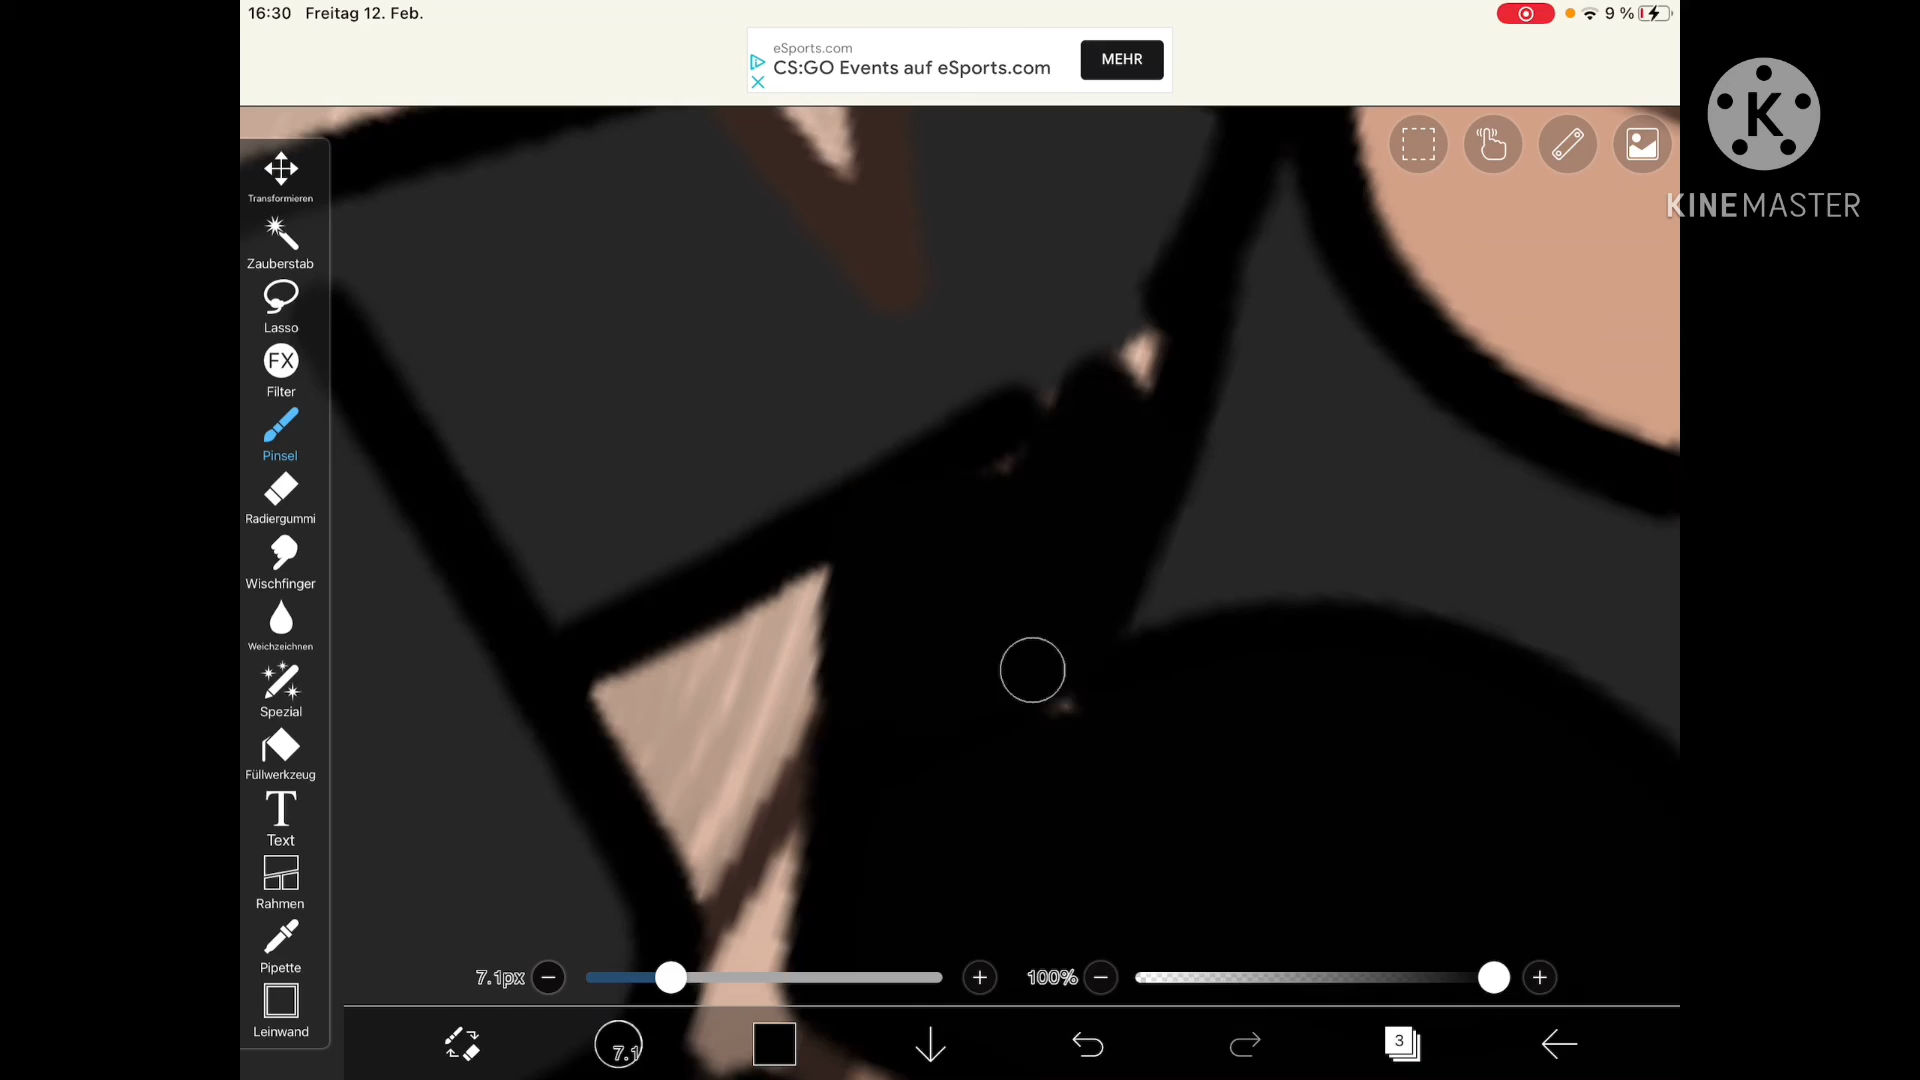 16:30 Freitag 12. Feb.
9 %
eSports.com
CS:GO Events auf eSports.com
MEHR
K
KINEMASTER
Transformieren
Zauberstab
Lasso
FX
Filter
Pinsel
Radiergummi
Wischfinger
Weichzeichnen
Spezial
Füllwerkzeug
T
Text
Rahmen
Pipette
Leinwand
7.1px
100%
7.1
3